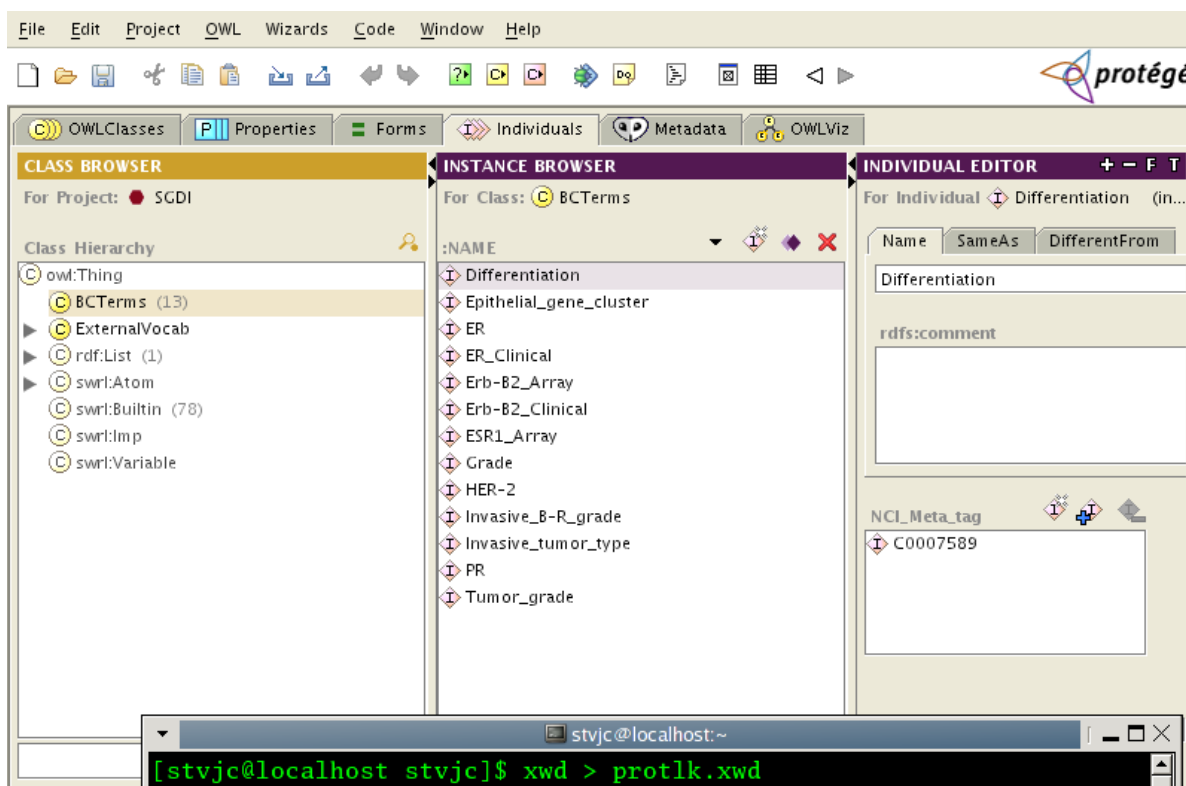 File Edit Project OWL Wizards Code Window Help
protégé
OWLClasses Properties Forms Individuals Metadata OWLViz
CLASS BROWSER
For Project: SGDI
Class Hierarchy
owl:Thing
BCTerms (13)
ExternalVocab
rdf:List (1)
swrl:Atom
swrl:Builtin (78)
swrl:Imp
swrl:Variable
INSTANCE BROWSER
For Class: BCTerms
:NAME
Differentiation
Epithelial_gene_cluster
ER
ER_Clinical
Erb-B2_Array
Erb-B2_Clinical
ESR1_Array
Grade
HER-2
Invasive_B-R_grade
Invasive_tumor_type
PR
Tumor_grade
INDIVIDUAL EDITOR + − F T
For Individual Differentiation (in...
Name SameAs DifferentFrom
Differentiation
rdfs:comment
NCI_Meta_tag
C0007589
stvjc@localhost:~
[stvjc@localhost stvjc]$ xwd > protlk.xwd